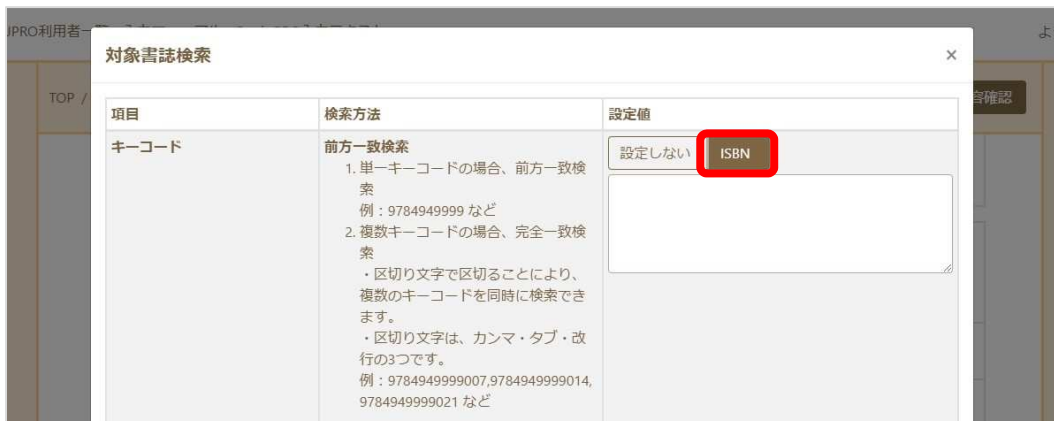 JPRO利用者一
よ
対象書誌検索 ×
TOP /
容確認
項目 検索方法 設定値
キーコード 前方一致検索 設定しない ISBN
1. 単一キーコードの場合、前方一致検
索
例：9784949999 など
2. 複数キーコードの場合、完全一致検
索
・区切り文字で区切ることにより、
複数のキーコードを同時に検索でき
ます。
・区切り文字は、カンマ・タブ・改
行の3つです。
例：9784949999007,9784949999014,
9784949999021 など